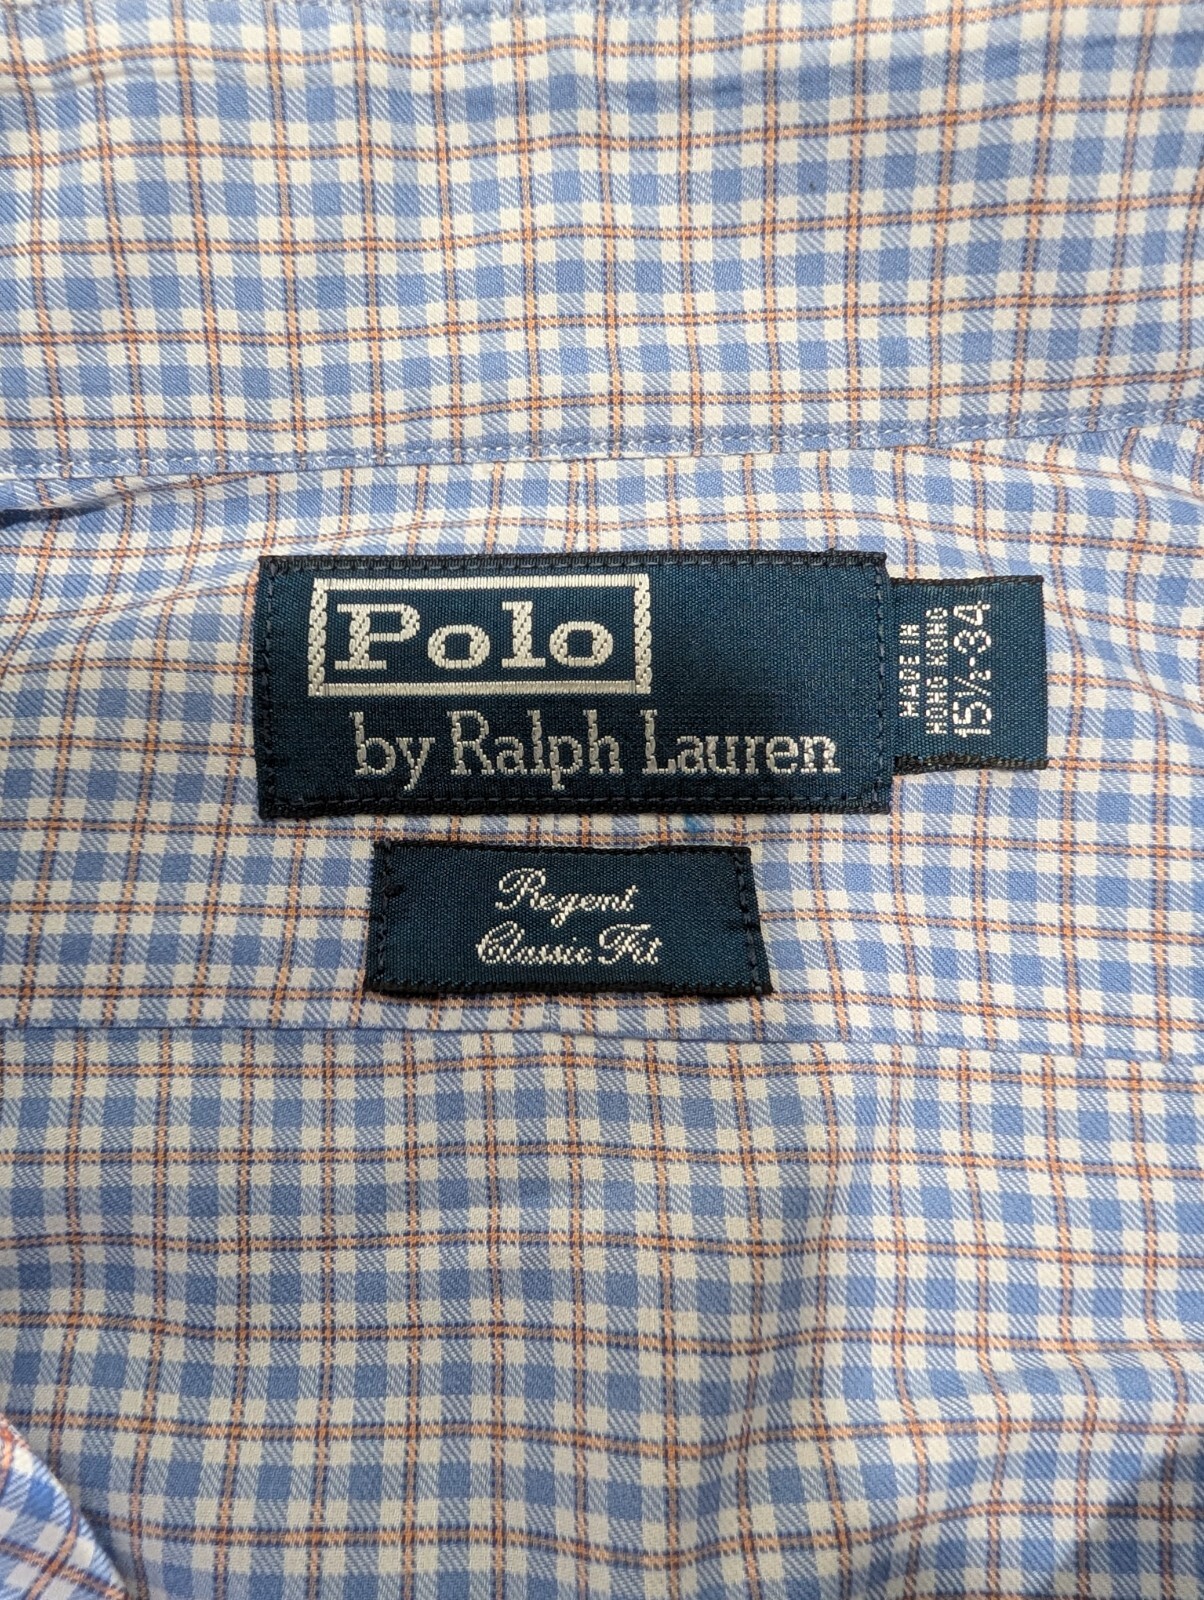 Polo
by Ralph Lauren
MADE IN
HONG KONG
15½-34
Regent
Classic Fit